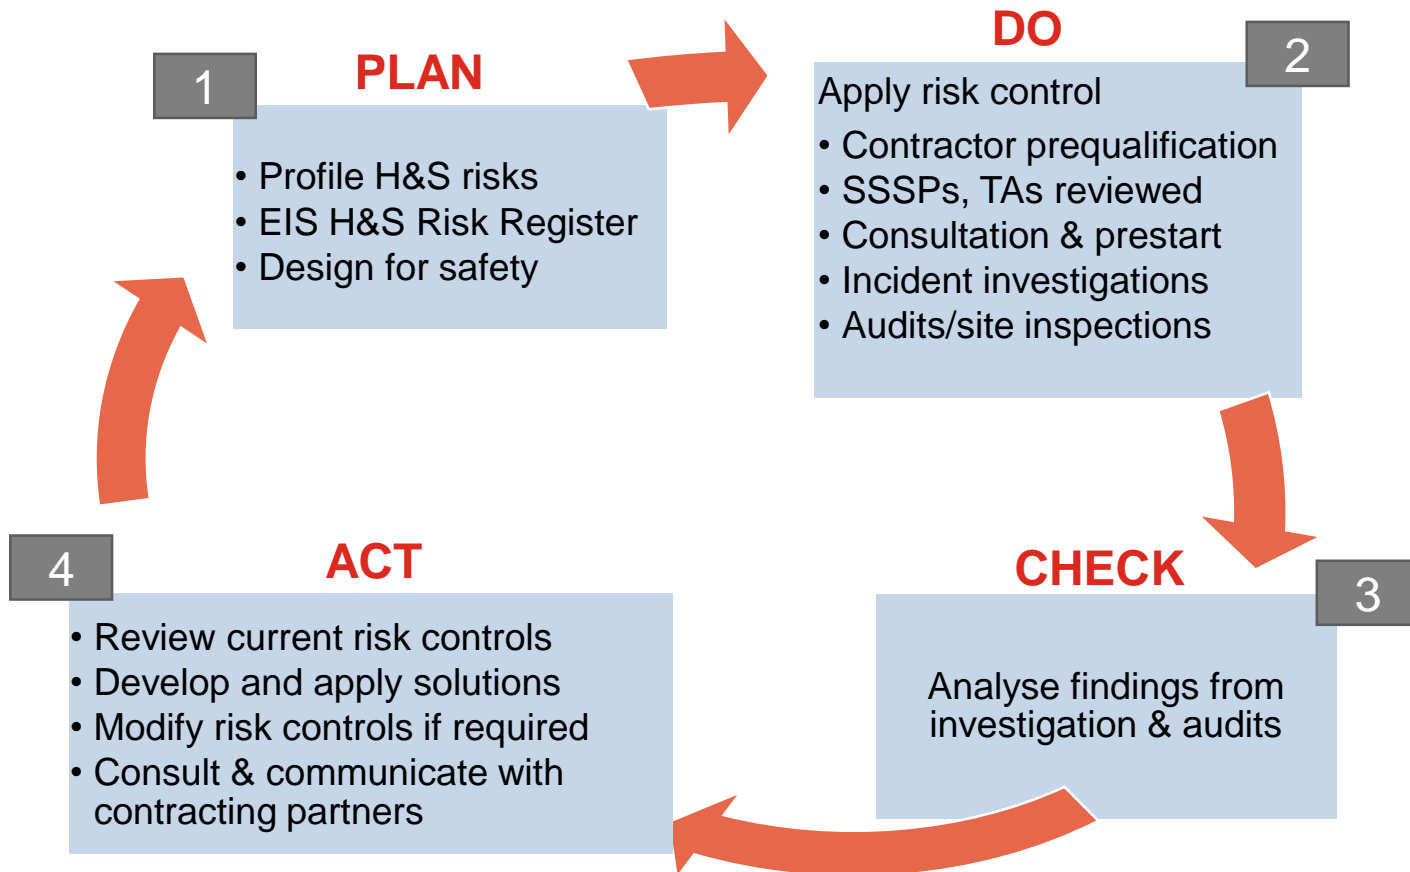 1
PLAN
• Profile H&S risks
• EIS H&S Risk Register
• Design for safety
2
DO
Apply risk control
• Contractor prequalification
• SSSPs, TAs reviewed
• Consultation & prestart
• Incident investigations
• Audits/site inspections
3
CHECK
Analyse findings from
investigation & audits
4
ACT
• Review current risk controls
• Develop and apply solutions
• Modify risk controls if required
• Consult & communicate with
contracting partners